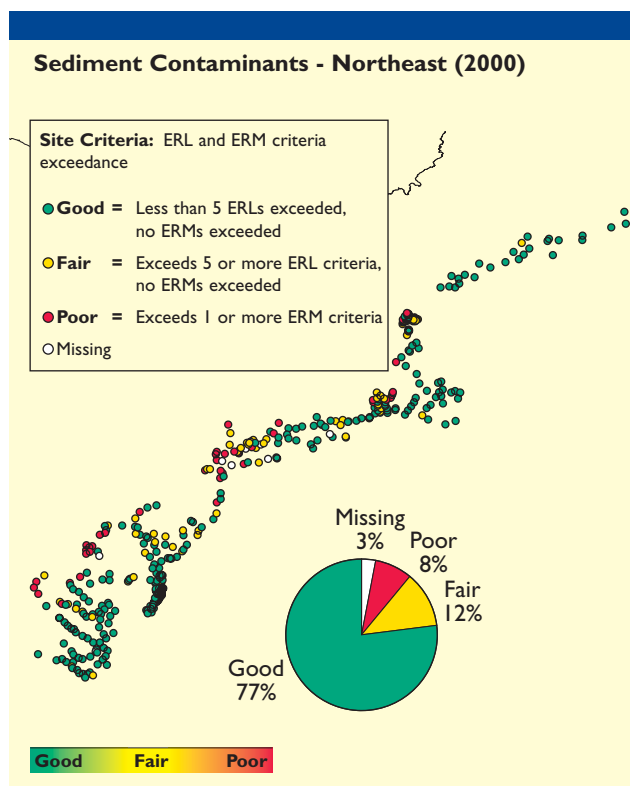 Sediment Contaminants - Northeast (2000)
Site Criteria: ERL and ERM criteria
exceedance
Good = Less than 5 ERLs exceeded,
no ERMs exceeded
Fair = Exceeds 5 or more ERL criteria,
no ERMs exceeded
Poor = Exceeds 1 or more ERM criteria
Missing
Missing
3%
Poor
8%
Fair
12%
Good
77%
Good Fair Poor